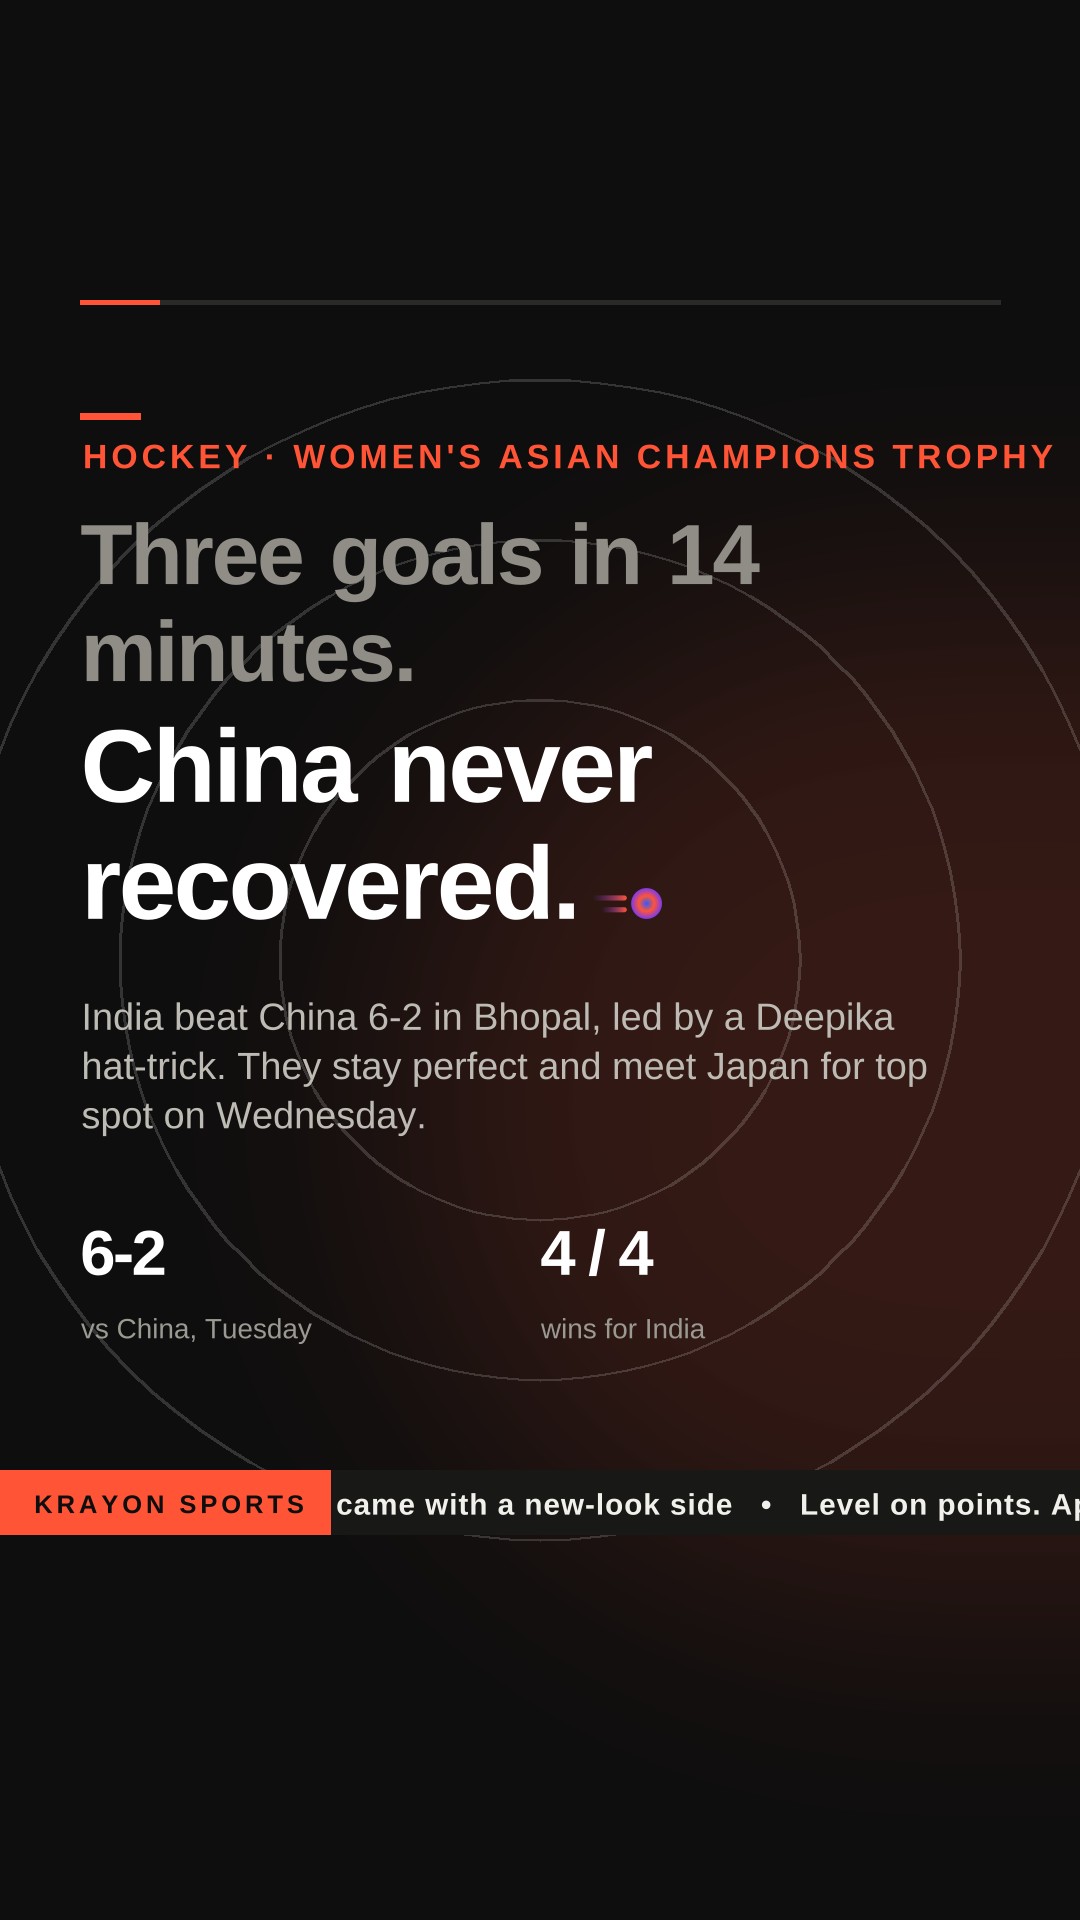 HOCKEY · WOMEN'S ASIAN CHAMPIONS TROPHY
Three goals in 14
minutes.
China never
recovered.
India beat China 6-2 in Bhopal, led by a Deepika
hat-trick. They stay perfect and meet Japan for top
spot on Wednesday.
6-2
4 / 4
vs China, Tuesday
wins for India
KRAYON SPORTS came with a new-look side • Level on points.